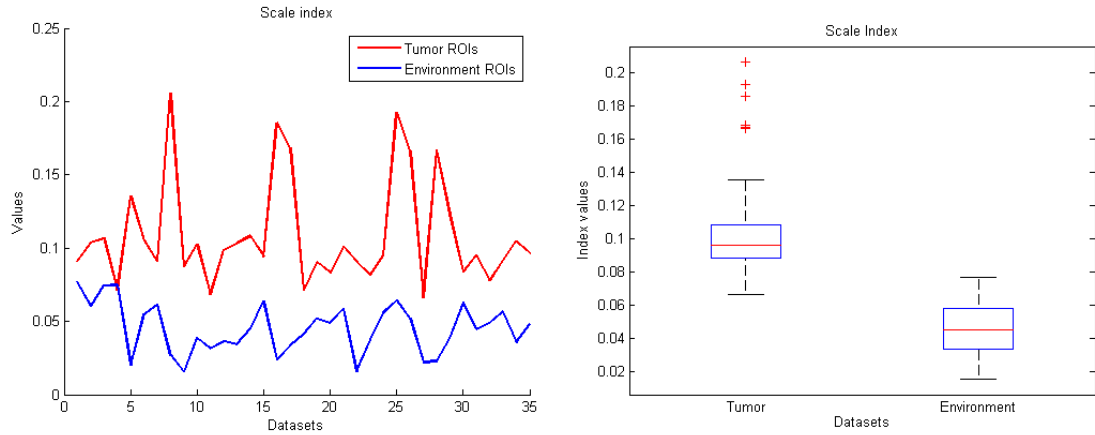 Scale index
0.25
0.2
0.15
0.1
0.05
0
Values
Tumor ROIs
Environment ROIs
0 5 10 15 20 25 30 35
Datasets
Scale Index
0.2
0.18
0.16
0.14
0.12
0.1
0.08
0.06
0.04
0.02
Index values
Tumor Environment
Datasets